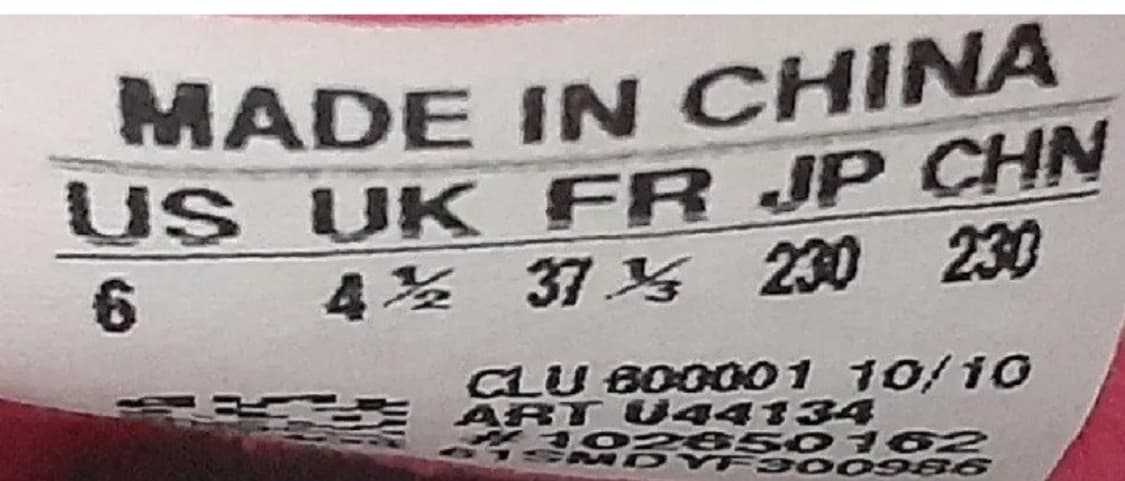 MADE IN CHINA
US UK FR JP CHN
6 4 ½ 37 ⅓ 230 230
CLU 600001 10/10
ART U44134
# 102850162